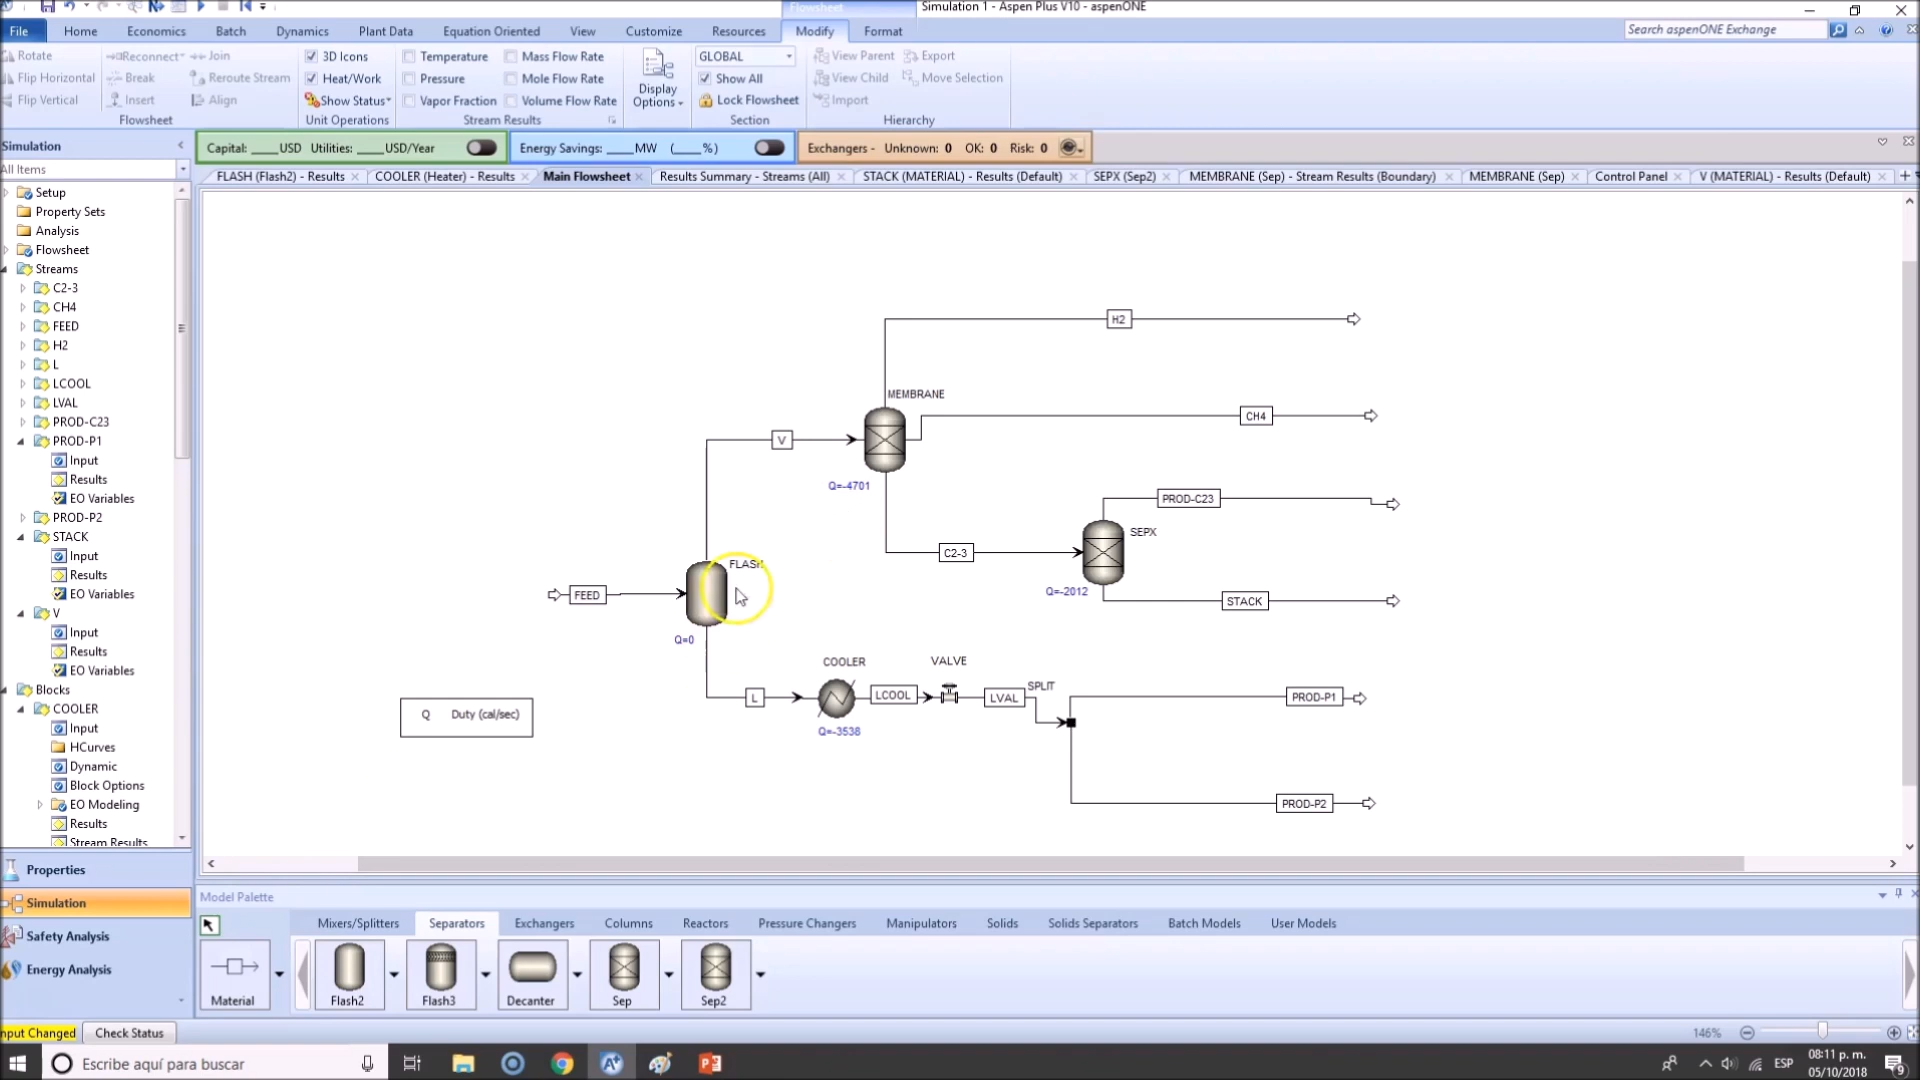 Flowsheet
Simulation 1 - Aspen Plus V10 - aspenONE
File Home Economics Batch Dynamics Plant Data Equation Oriented View Customize Resources Modify Format
Search aspenONE Exchange
Rotate
Flip Horizontal
Flip Vertical
Reconnect
Break
Insert
Join
Reroute Stream
Align
Flowsheet
3D Icons
Heat/Work
Show Status
Unit Operations
Temperature
Pressure
Vapor Fraction
Mass Flow Rate
Mole Flow Rate
Volume Flow Rate
Stream Results
Display
Options
GLOBAL
Show All
Lock Flowsheet
Section
View Parent
View Child
Import
Export
Move Selection
Hierarchy
Simulation
All Items
Capital: ____USD Utilities: ____USD/Year
Energy Savings: ____MW (____%)
Exchangers - Unknown: 0 OK: 0 Risk: 0
FLASH (Flash2) - Results
COOLER (Heater) - Results
Main Flowsheet
Results Summary - Streams (All)
STACK (MATERIAL) - Results (Default)
SEPX (Sep2)
MEMBRANE (Sep) - Stream Results (Boundary)
MEMBRANE (Sep)
Control Panel
V (MATERIAL) - Results (Default)
Setup
Property Sets
Analysis
Flowsheet
Streams
C2-3
CH4
FEED
H2
L
LCOOL
LVAL
PROD-C23
PROD-P1
Input
Results
EO Variables
PROD-P2
STACK
Input
Results
EO Variables
V
Input
Results
EO Variables
Blocks
COOLER
Input
HCurves
Dynamic
Block Options
EO Modeling
Results
Stream Results
H2
MEMBRANE
CH4
V
Q=-4701
PROD-C23
SEPX
C2-3
FLASH
Q=-2012
FEED
STACK
Q=0
COOLER
VALVE
SPLIT
L
LCOOL
LVAL
PROD-P1
Q Duty (cal/sec)
Q=-3538
PROD-P2
Properties
Simulation
Safety Analysis
Energy Analysis
Model Palette
Mixers/Splitters Separators Exchangers Columns Reactors Pressure Changers Manipulators Solids Solids Separators Batch Models User Models
Material
Flash2
Flash3
Decanter
Sep
Sep2
nput Changed
Check Status
146%
Escribe aquí para buscar
ESP
08:11 p. m.
05/10/2018
9